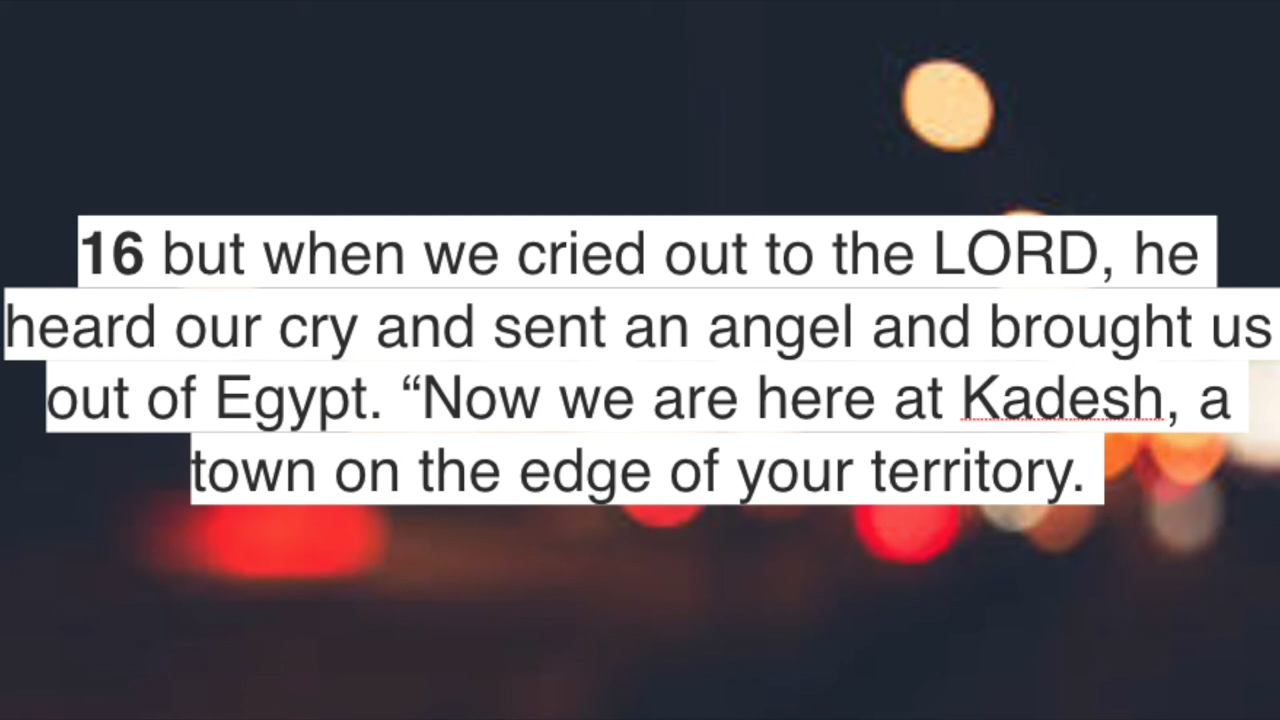 16 but when we cried out to the LORD, he
heard our cry and sent an angel and brought us
out of Egypt. “Now we are here at Kadesh, a
town on the edge of your territory.